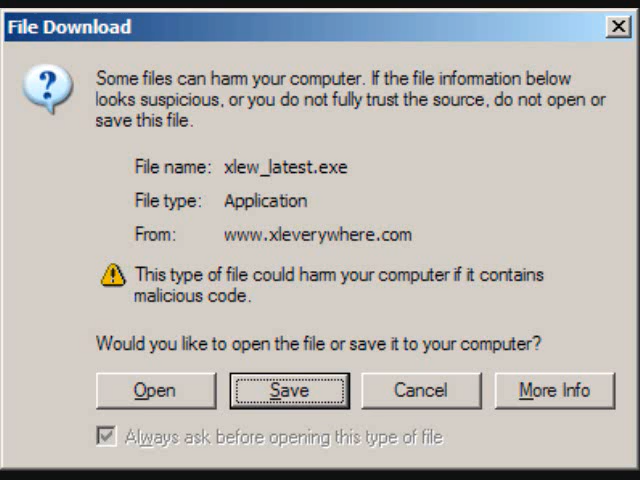 File Download
Some files can harm your computer. If the file information below
looks suspicious, or you do not fully trust the source, do not open or
save this file.
File name: xlew_latest.exe
File type: Application
From: www.xleverywhere.com
This type of file could harm your computer if it contains
malicious code.
Would you like to open the file or save it to your computer?
Open Save Cancel More Info
Always ask before opening this type of file